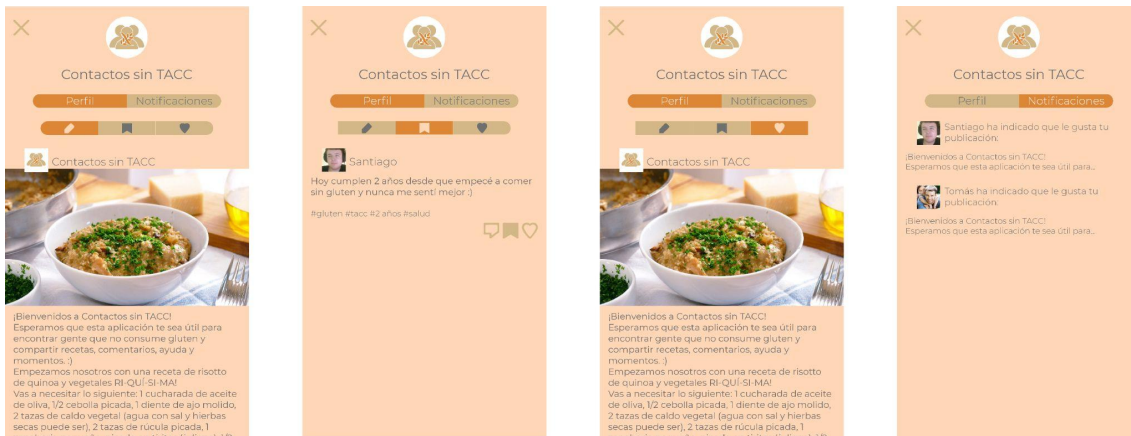 Contactos sin TACC
Perfil Notificaciones
Contactos sin TACC
¡Bienvenidos a Contactos sin TACC!
Esperamos que esta aplicación te sea útil para
encontrar gente que no consume gluten y
compartir recetas, comentarios, ayuda y
momentos. :)
Empezamos nosotros con una receta de risotto
de quinoa y vegetales RI-QUÍ-SI-MA!
Vas a necesitar lo siguiente: 1 cucharada de aceite
de oliva, 1/2 cebolla picada, 1 diente de ajo molido,
2 tazas de caldo vegetal (agua con sal y hierbas
secas puede ser), 2 tazas de rúcula picada, 1
Contactos sin TACC
Perfil Notificaciones
Santiago
Hoy cumplen 2 años desde que empecé a comer
sin gluten y nunca me sentí mejor :)
#gluten #tacc #2 años #salud
Contactos sin TACC
Perfil Notificaciones
Contactos sin TACC
¡Bienvenidos a Contactos sin TACC!
Esperamos que esta aplicación te sea útil para
encontrar gente que no consume gluten y
compartir recetas, comentarios, ayuda y
momentos. :)
Empezamos nosotros con una receta de risotto
de quinoa y vegetales RI-QUÍ-SI-MA!
Vas a necesitar lo siguiente: 1 cucharada de aceite
de oliva, 1/2 cebolla picada, 1 diente de ajo molido,
2 tazas de caldo vegetal (agua con sal y hierbas
secas puede ser), 2 tazas de rúcula picada, 1
Contactos sin TACC
Perfil Notificaciones
Santiago ha indicado que le gusta tu
publicación:
¡Bienvenidos a Contactos sin TACC!
Esperamos que esta aplicación te sea útil para...
Tomás ha indicado que le gusta tu
publicación:
¡Bienvenidos a Contactos sin TACC!
Esperamos que esta aplicación te sea útil para...